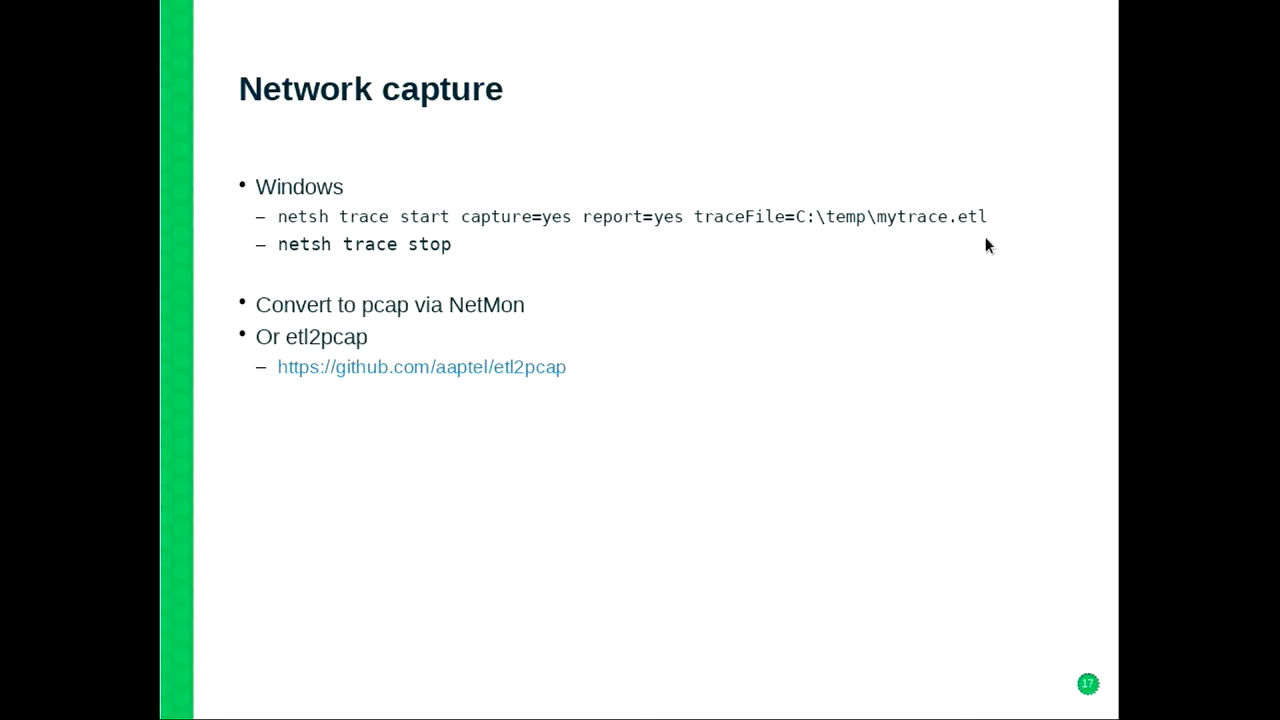 Network capture
• Windows
– netsh trace start capture=yes report=yes traceFile=C:\temp\mytrace.etl
– netsh trace stop
• Convert to pcap via NetMon
• Or etl2pcap
– https://github.com/aaptel/etl2pcap
17